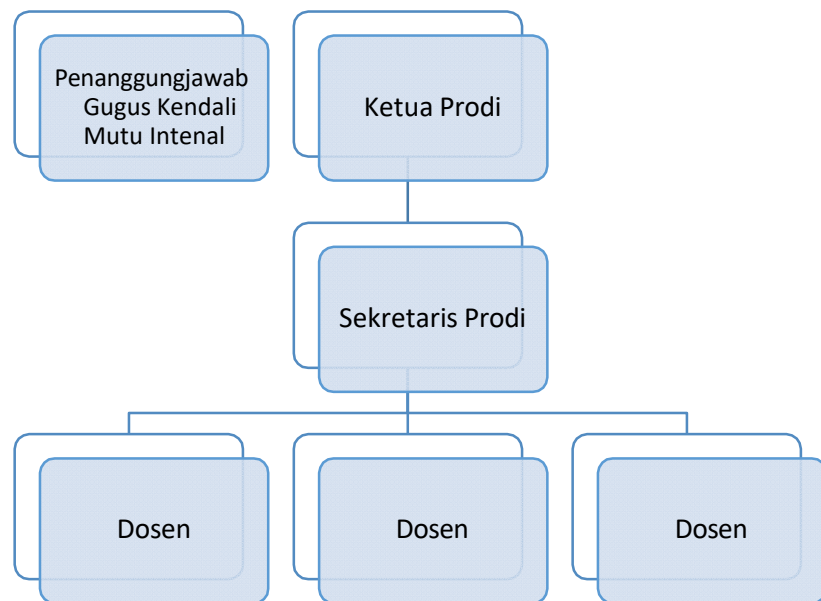 Penanggungjawab
Gugus Kendali
Mutu Intenal
Ketua Prodi
Sekretaris Prodi
Dosen
Dosen
Dosen